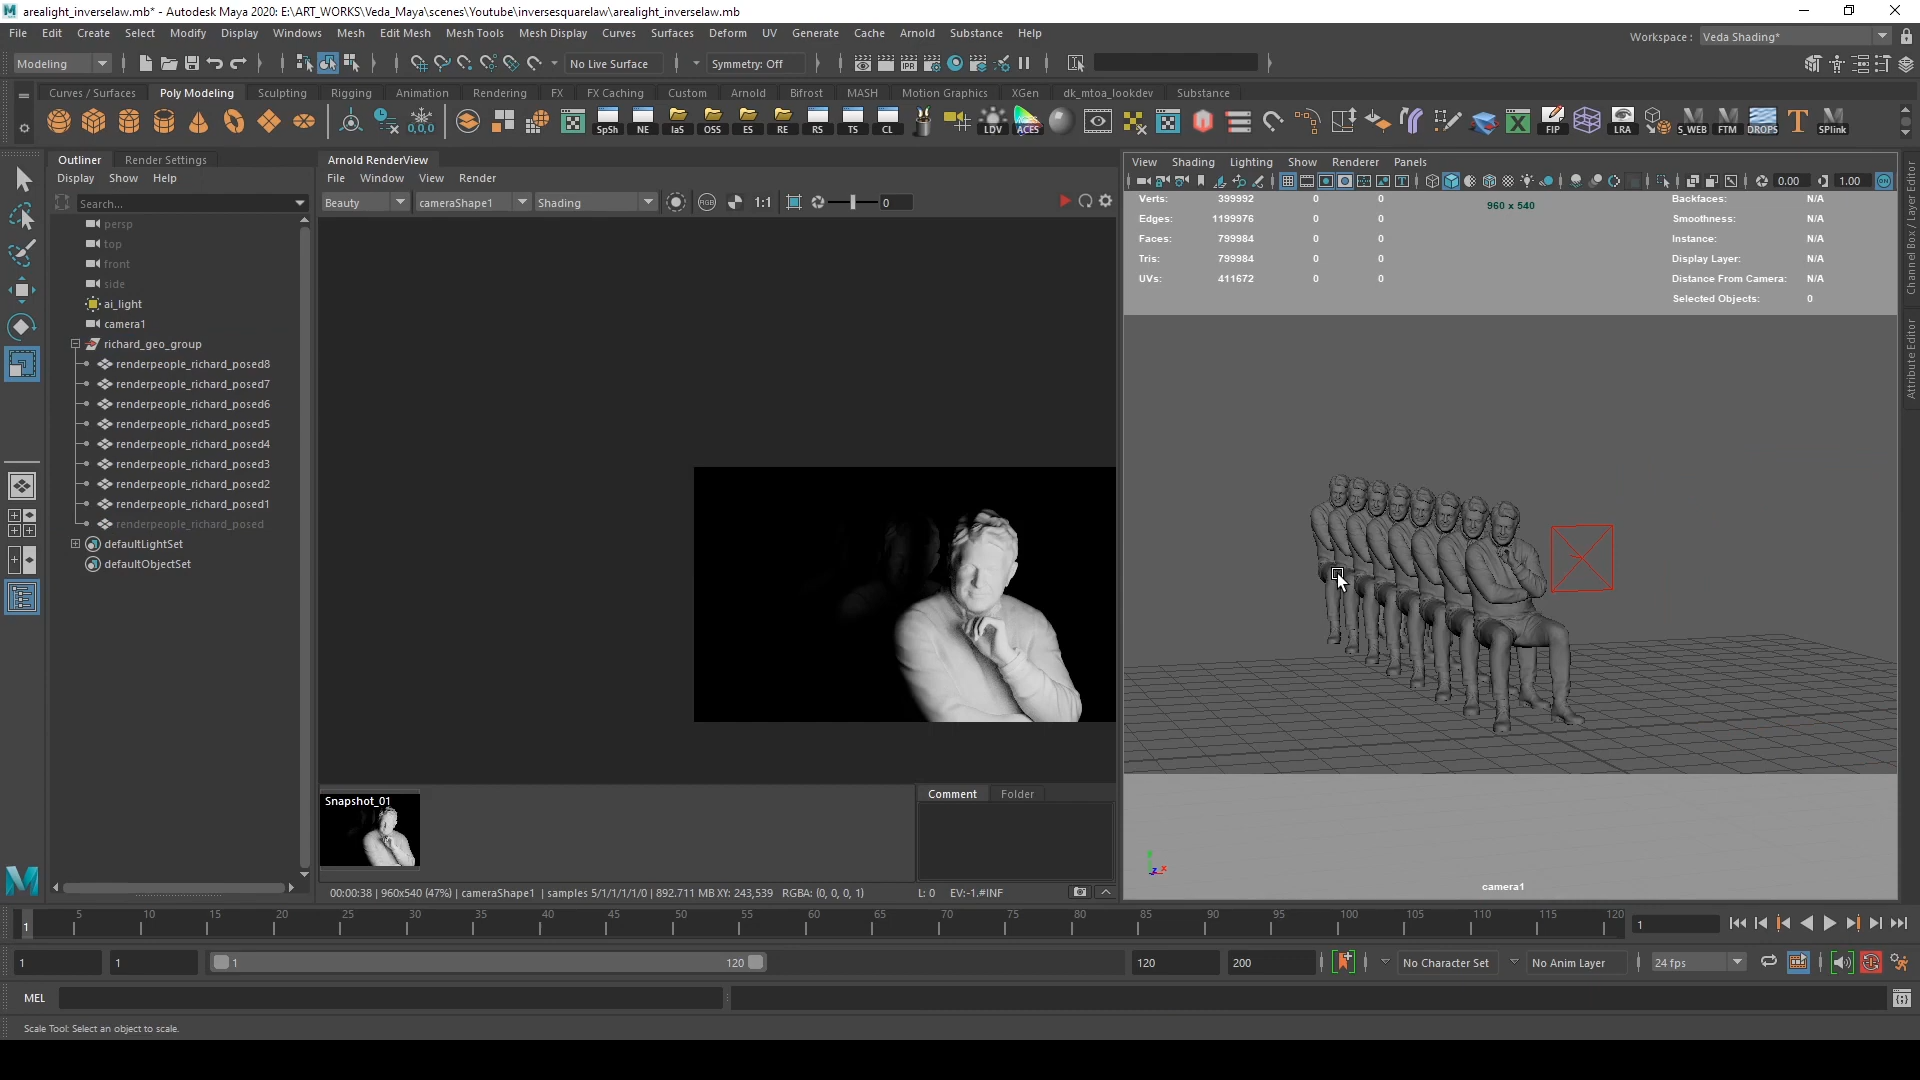 arealight_inverselaw.mb* - Autodesk Maya 2020: E:\ART_WORKS\Veda_Maya\scenes\Youtube\inversesquarelaw\arealight_inverselaw.mb
File Edit Create Select Modify Display Windows Mesh Edit Mesh Mesh Tools Mesh Display Curves Surfaces Deform UV Generate Cache Arnold Substance Help
Workspace : Veda Shading*
Modeling No Live Surface Symmetry: Off
Curves / Surfaces Poly Modeling Sculpting Rigging Animation Rendering FX FX Caching Custom Arnold Bifrost MASH Motion Graphics XGen dk_mtoa_lookdev Substance
0,0,0 SpSh NE IaS OSS ES RE RS TS CL LDV ACES FIP LRA S_WEB FTM DROPS T SPlink
Outliner Render Settings
Display Show Help
Search...
persp
top
front
side
ai_light
camera1
richard_geo_group
renderpeople_richard_posed8
renderpeople_richard_posed7
renderpeople_richard_posed6
renderpeople_richard_posed5
renderpeople_richard_posed4
renderpeople_richard_posed3
renderpeople_richard_posed2
renderpeople_richard_posed1
renderpeople_richard_posed
defaultLightSet
defaultObjectSet
Arnold RenderView
File Window View Render
Beauty cameraShape1 Shading RGB 1:1 0
Snapshot_01
Comment Folder
00:00:38 | 960x540 (47%) | cameraShape1 | samples 5/1/1/1/1/0 | 892.711 MB XY: 243,539 RGBA: (0, 0, 0, 1) L: 0 EV:-1.#INF
View Shading Lighting Show Renderer Panels
0.00 1.00
Verts: 399992 0 0
Edges: 1199976 0 0
Faces: 799984 0 0
Tris: 799984 0 0
UVs: 411672 0 0
960 x 540
Backfaces: N/A
Smoothness: N/A
Instance: N/A
Display Layer: N/A
Distance From Camera: N/A
Selected Objects: 0
camera1
Channel Box / Layer Editor
Attribute Editor
1 5 10 15 20 25 30 35 40 45 50 55 60 65 70 75 80 85 90 95 100 105 110 115 120 1
1 1 1 120 120 200 No Character Set No Anim Layer 24 fps
MEL
Scale Tool: Select an object to scale.